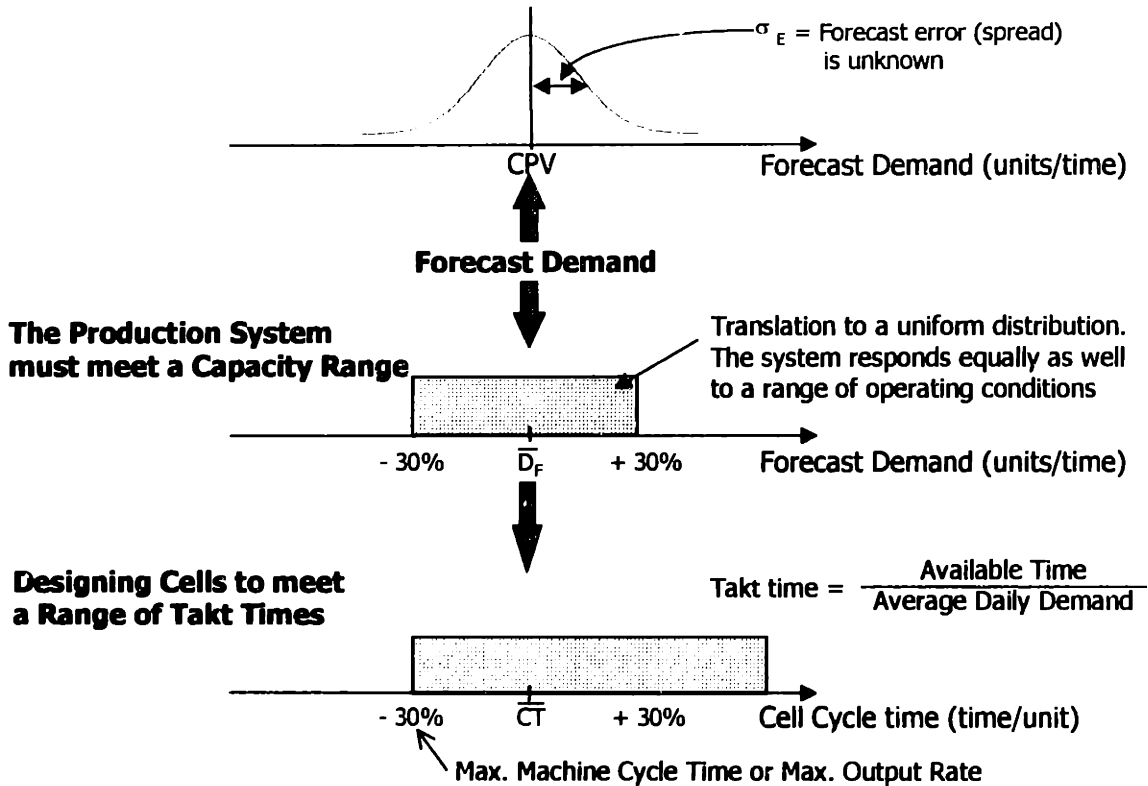 σ E = Forecast error (spread)
is unknown
CPV
Forecast Demand (units/time)
Forecast Demand
The Production System
must meet a Capacity Range
Translation to a uniform distribution.
The system responds equally as well
to a range of operating conditions
- 30%
D̅F
+ 30%
Forecast Demand (units/time)
Designing Cells to meet
a Range of Takt Times
Takt time = Available Time
Average Daily Demand
- 30%
C̅T̅
+ 30%
Cell Cycle time (time/unit)
Max. Machine Cycle Time or Max. Output Rate